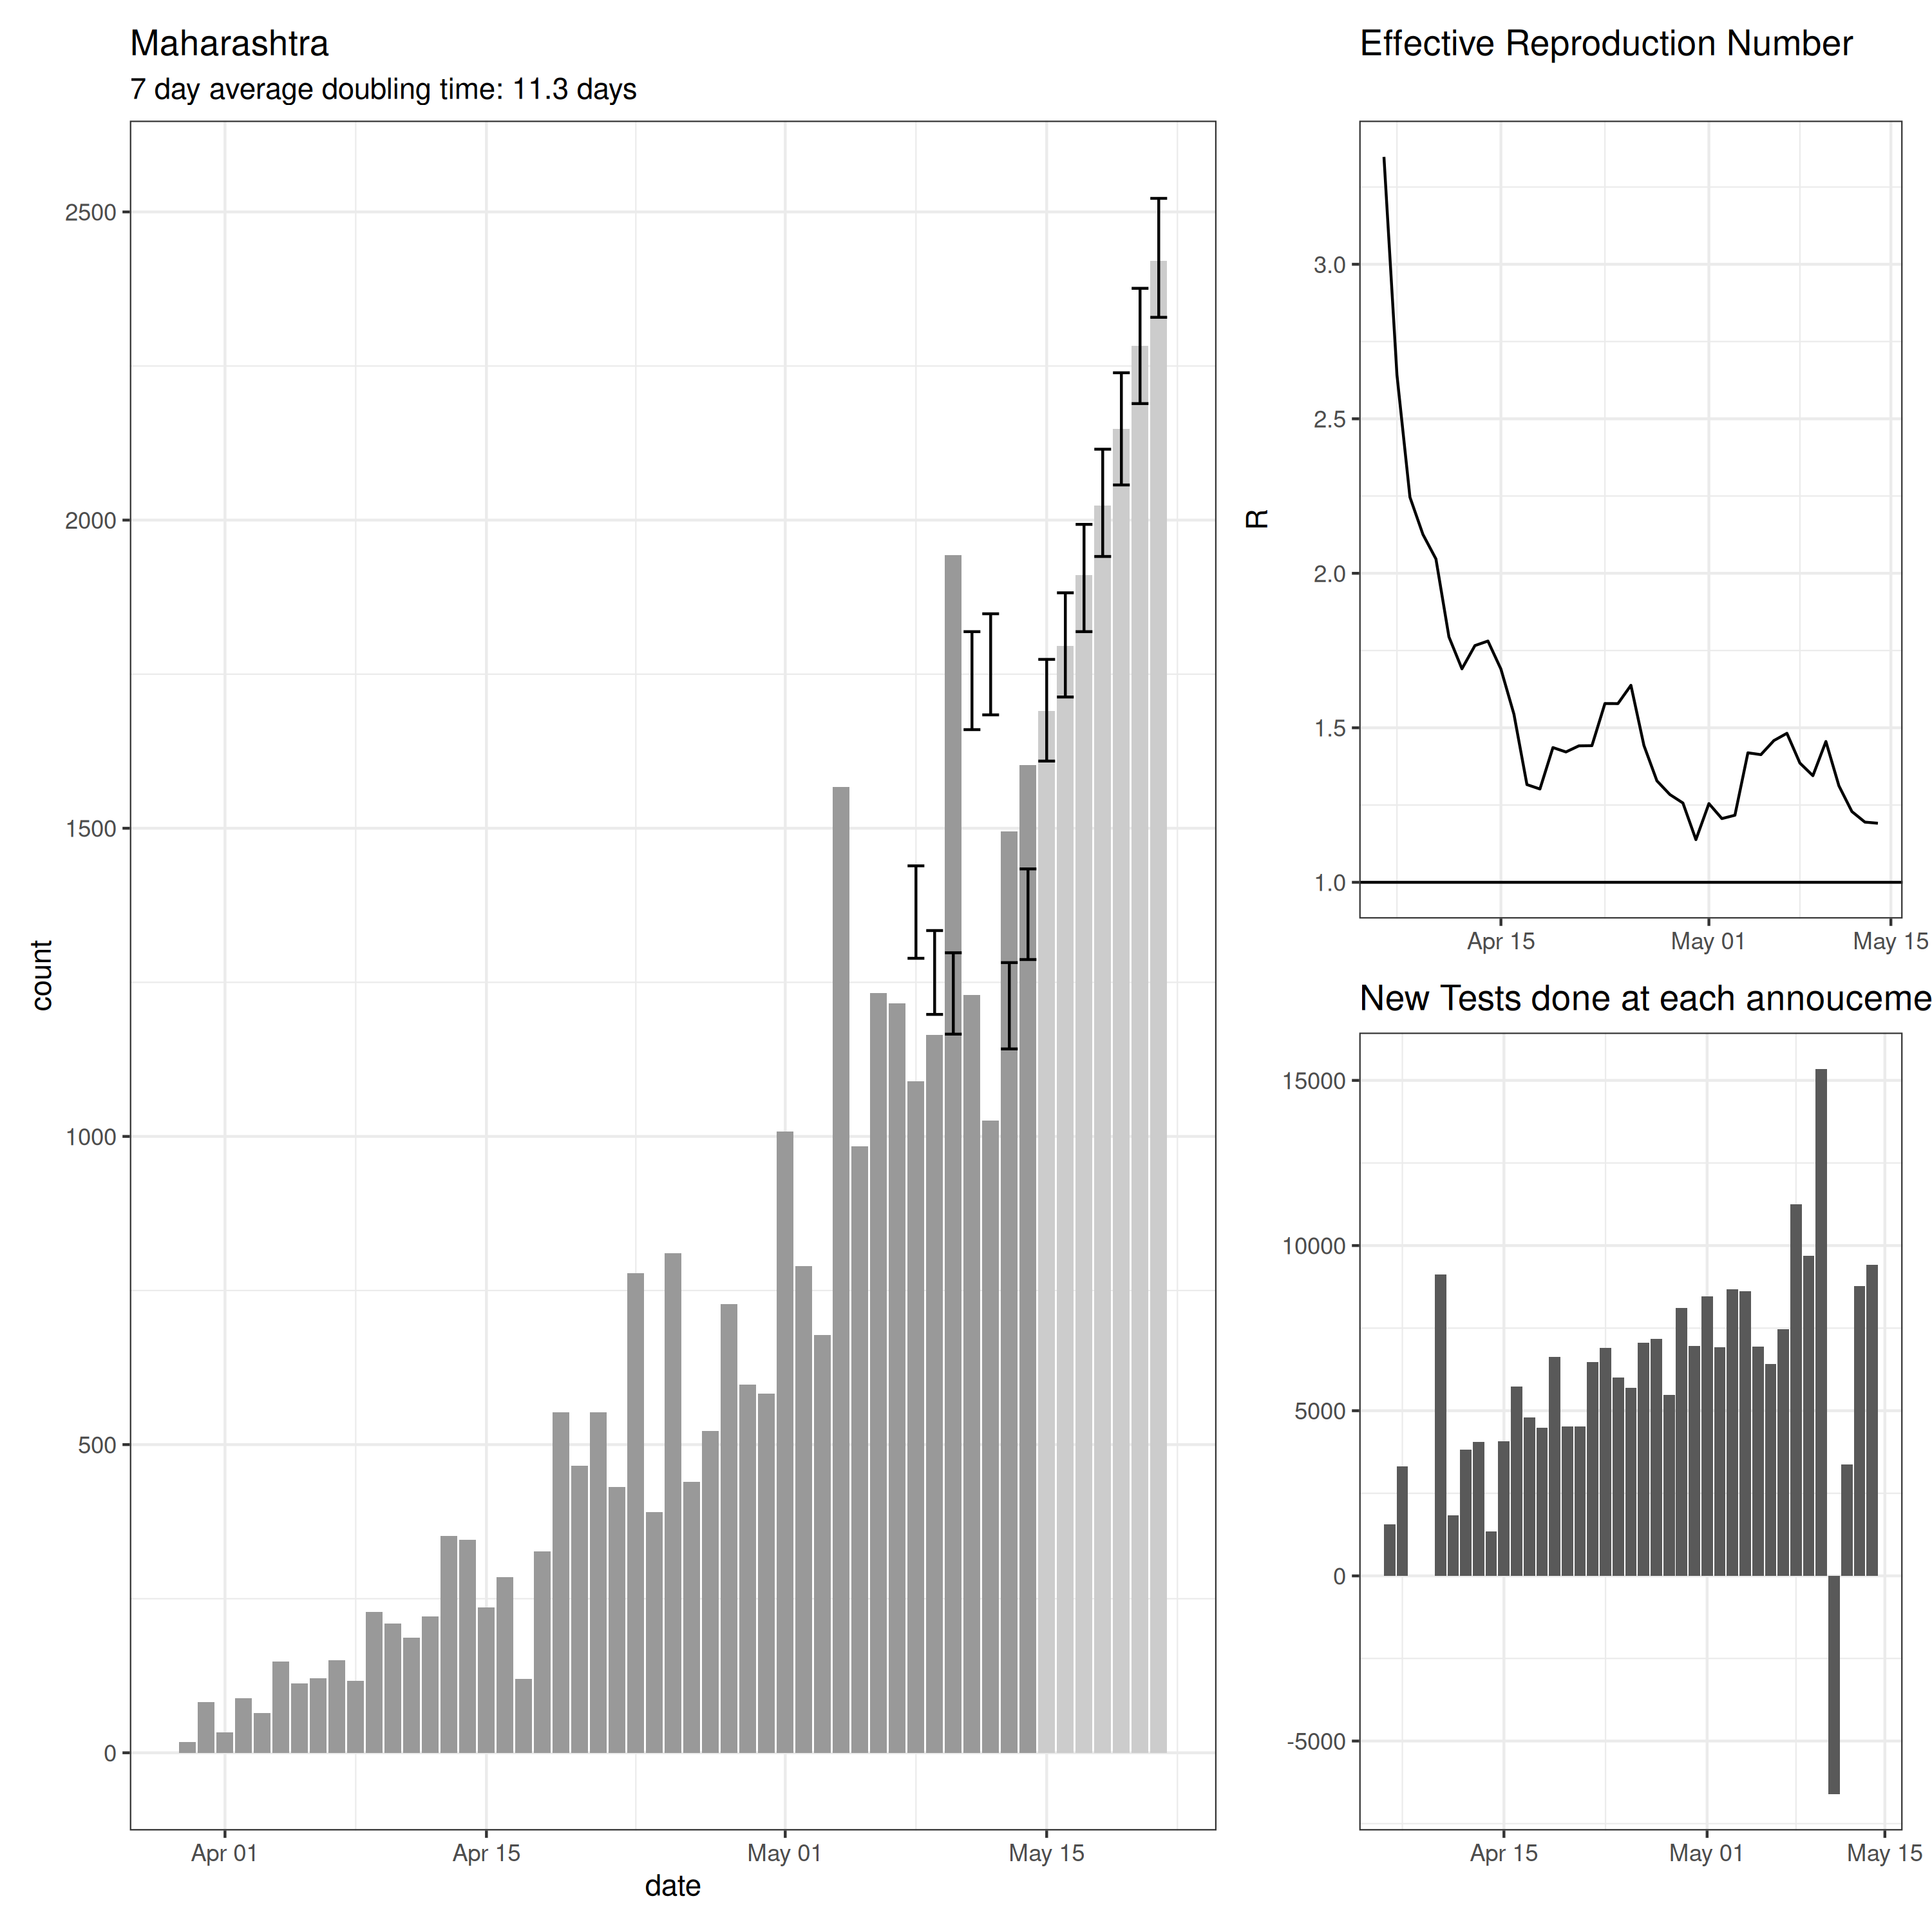 Maharashtra
7 day average doubling time: 11.3 days
count
2500
2000
1500
1000
500
0
Apr 01
Apr 15
May 01
May 15
date
Effective Reproduction Number
R
3.0
2.5
2.0
1.5
1.0
Apr 15
May 01
May 15
New Tests done at each annouceme
15000
10000
5000
0
-5000
Apr 15
May 01
May 15